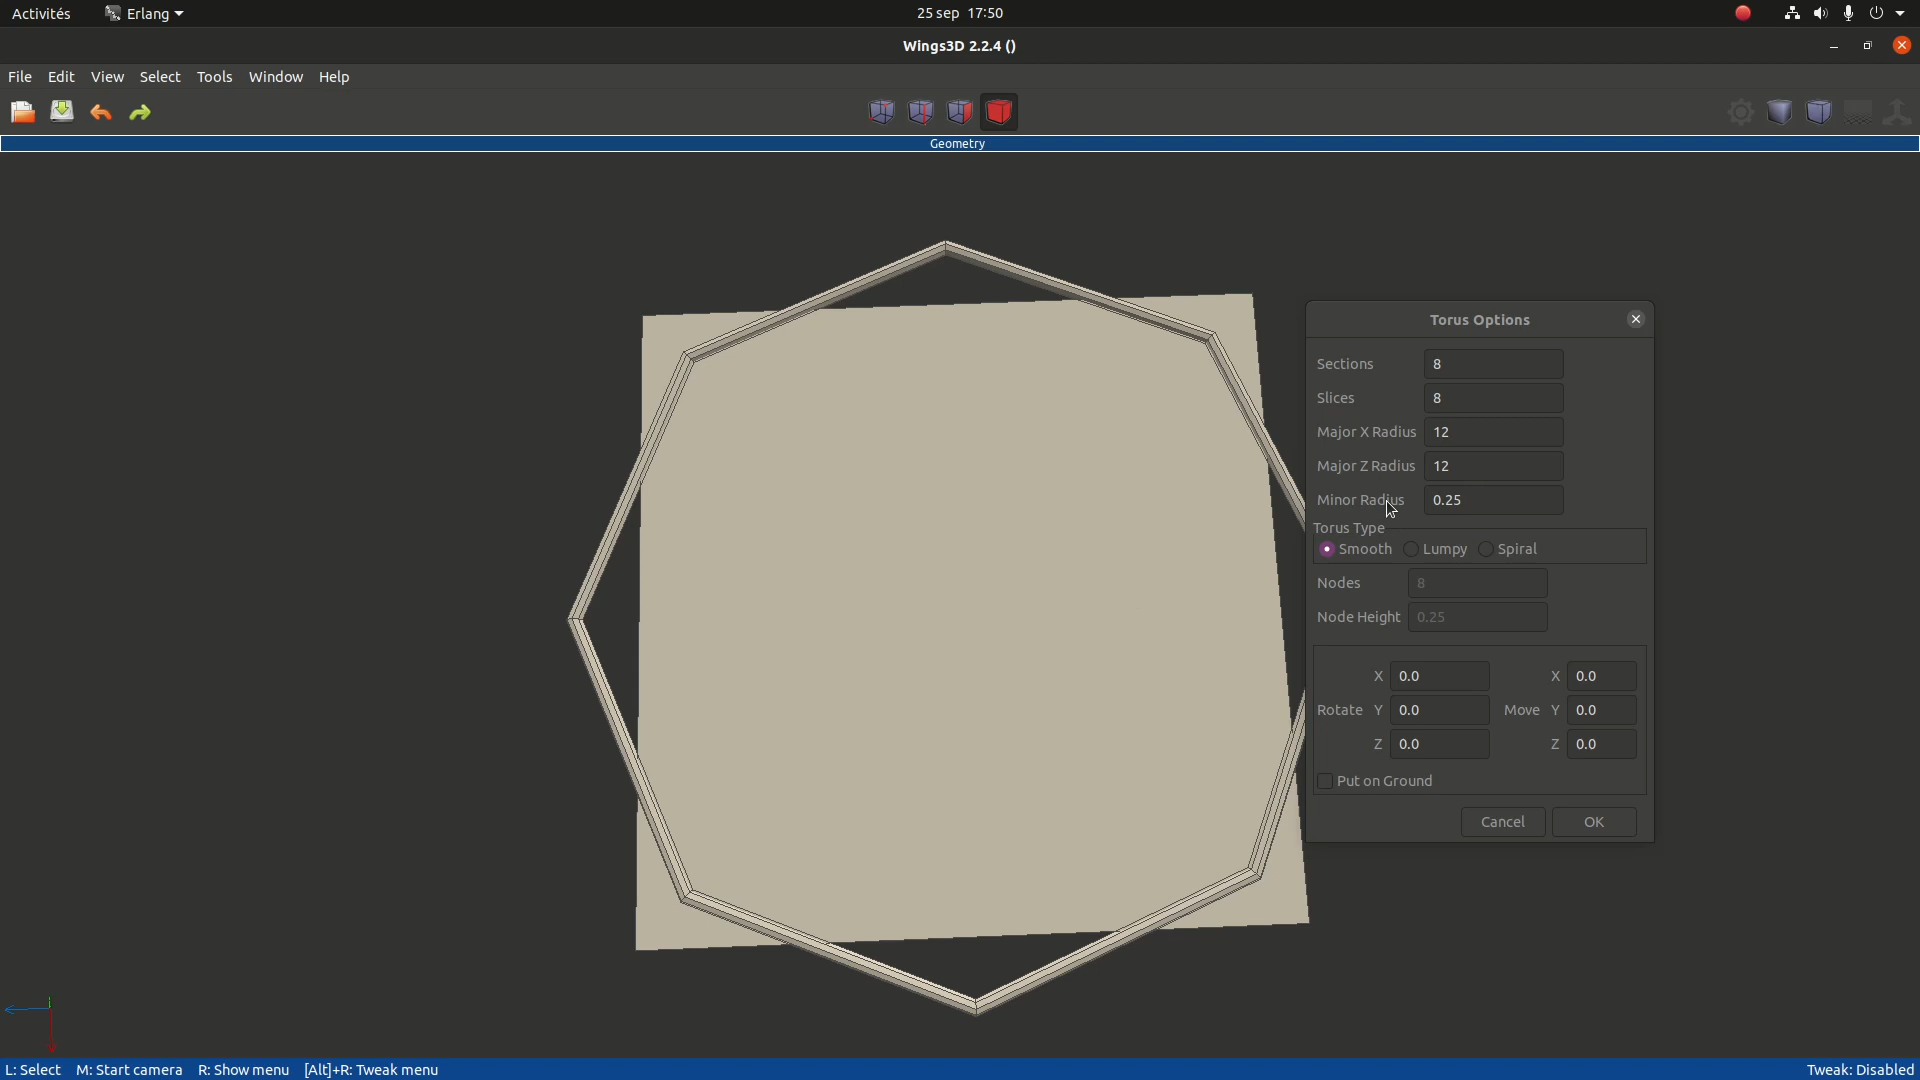 Activités Erlang 25 sep 17:50
Wings3D 2.2.4 ()
File Edit View Select Tools Window Help
Geometry
Torus Options
Sections 8
Slices 8
Major X Radius 12
Major Z Radius 12
Minor Radius 0.25
Torus Type
Smooth Lumpy Spiral
Nodes 8
Node Height 0.25
X 0.0 X 0.0
Rotate Y 0.0 Move Y 0.0
Z 0.0 Z 0.0
Put on Ground
Cancel OK
L: Select M: Start camera R: Show menu [Alt]+R: Tweak menu Tweak: Disabled